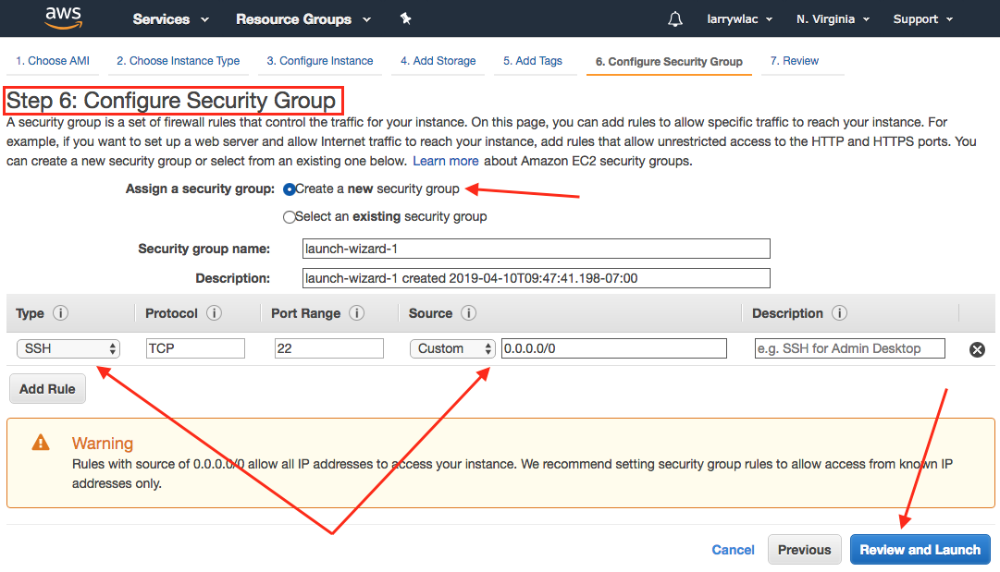 aws Services Resource Groups larrywlac N. Virginia Support
1. Choose AMI 2. Choose Instance Type 3. Configure Instance 4. Add Storage 5. Add Tags 6. Configure Security Group 7. Review
Step 6: Configure Security Group
A security group is a set of firewall rules that control the traffic for your instance. On this page, you can add rules to allow specific traffic to reach your instance. For
example, if you want to set up a web server and allow Internet traffic to reach your instance, add rules that allow unrestricted access to the HTTP and HTTPS ports. You
can create a new security group or select from an existing one below. Learn more about Amazon EC2 security groups.
Assign a security group: Create a new security group
Select an existing security group
Security group name: launch-wizard-1
Description: launch-wizard-1 created 2019-04-10T09:47:41.198-07:00
Type i Protocol i Port Range i Source i Description i
SSH TCP 22 Custom 0.0.0.0/0 e.g. SSH for Admin Desktop
Add Rule
Warning
Rules with source of 0.0.0.0/0 allow all IP addresses to access your instance. We recommend setting security group rules to allow access from known IP
addresses only.
Cancel Previous Review and Launch